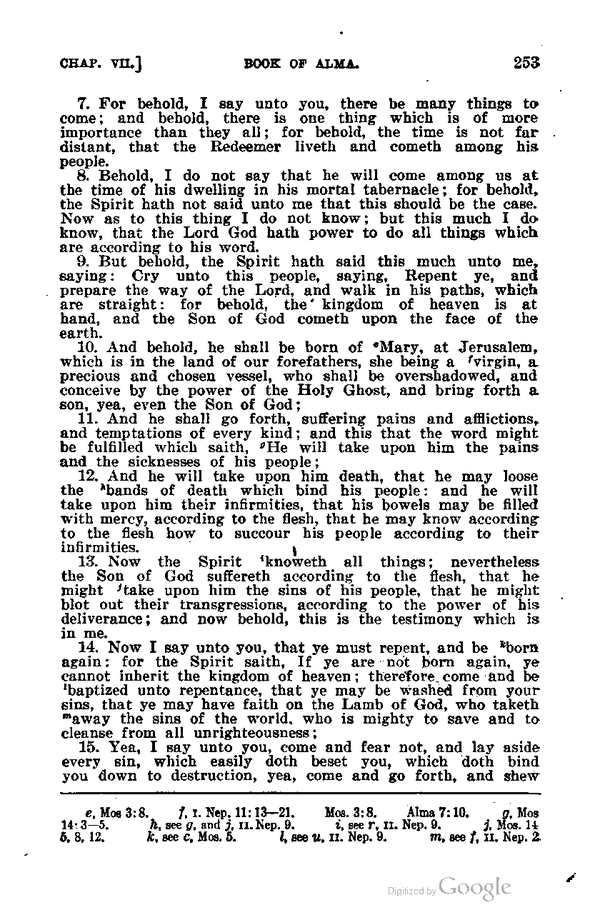 CHAP. VII.] BOOK OF ALMA. 253
7. For behold, I say unto you, there be many things to
come; and behold, there is one thing which is of more
importance than they all; for behold, the time is not far
distant, that the Redeemer liveth and cometh among his
people.
8. Behold, I do not say that he will come among us at
the time of his dwelling in his mortal tabernacle; for behold,
the Spirit hath not said unto me that this should be the case.
Now as to this thing I do not know; but this much I do
know, that the Lord God hath power to do all things which
are according to his word.
9. But behold, the Spirit hath said this much unto me,
saying: Cry unto this people, saying, Repent ye, and
prepare the way of the Lord, and walk in his paths, which
are straight: for behold, the kingdom of heaven is at
hand, and the Son of God cometh upon the face of the
earth.
10. And behold, he shall be born of ᵉMary, at Jerusalem,
which is in the land of our forefathers, she being a ᶠvirgin, a
precious and chosen vessel, who shall be overshadowed, and
conceive by the power of the Holy Ghost, and bring forth a
son, yea, even the Son of God;
11. And he shall go forth, suffering pains and afflictions,
and temptations of every kind; and this that the word might
be fulfilled which saith, ᵍHe will take upon him the pains
and the sicknesses of his people;
12. And he will take upon him death, that he may loose
the ʰbands of death which bind his people: and he will
take upon him their infirmities, that his bowels may be filled
with mercy, according to the flesh, that he may know according
to the flesh how to succour his people according to their
infirmities.
13. Now the Spirit ⁱknoweth all things; nevertheless
the Son of God suffereth according to the flesh, that he
might ʲtake upon him the sins of his people, that he might
blot out their transgressions, according to the power of his
deliverance; and now behold, this is the testimony which is
in me.
14. Now I say unto you, that ye must repent, and be ᵏborn
again: for the Spirit saith, If ye are not born again, ye
cannot inherit the kingdom of heaven; therefore come and be
ˡbaptized unto repentance, that ye may be washed from your
sins, that ye may have faith on the Lamb of God, who taketh
ᵐaway the sins of the world, who is mighty to save and to
cleanse from all unrighteousness;
15. Yea, I say unto you, come and fear not, and lay aside
every sin, which easily doth beset you, which doth bind
you down to destruction, yea, come and go forth, and shew
e, Mos 3:8. f, I. Nep. 11:13—21. Mos. 3:8. Alma 7:10. g, Mos
14:3—5. h, see g, and j, II. Nep. 9. i, see r, II. Nep. 9. j, Mos. 14
5, 8, 12. k, see c, Mos. 5. l, see u, II. Nep. 9. m, see f, II. Nep. 2
Digitized by Google